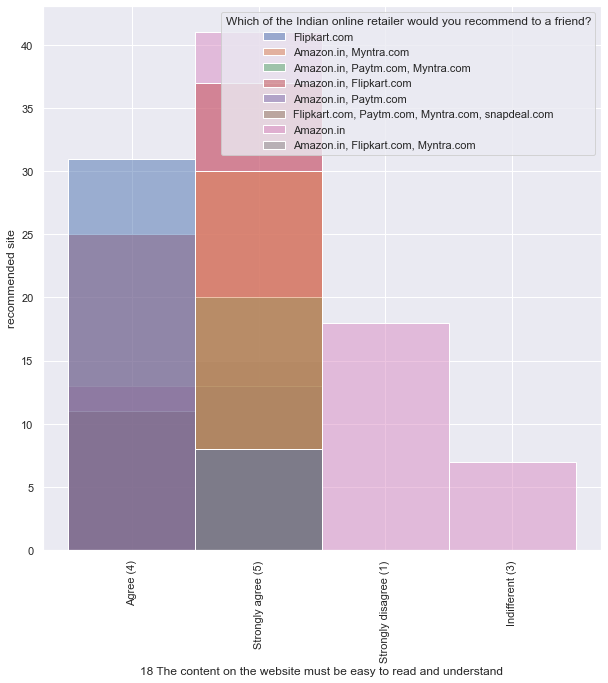 Which of the Indian online retailer would you recommend to a friend?
Flipkart.com
Amazon.in, Myntra.com
Amazon.in, Paytm.com, Myntra.com
Amazon.in, Flipkart.com
Amazon.in, Paytm.com
Flipkart.com, Paytm.com, Myntra.com, snapdeal.com
Amazon.in
Amazon.in, Flipkart.com, Myntra.com
40
35
30
25
20
15
10
5
0
recommended site
Agree (4)
Strongly agree (5)
Strongly disagree (1)
Indifferent (3)
18 The content on the website must be easy to read and understand